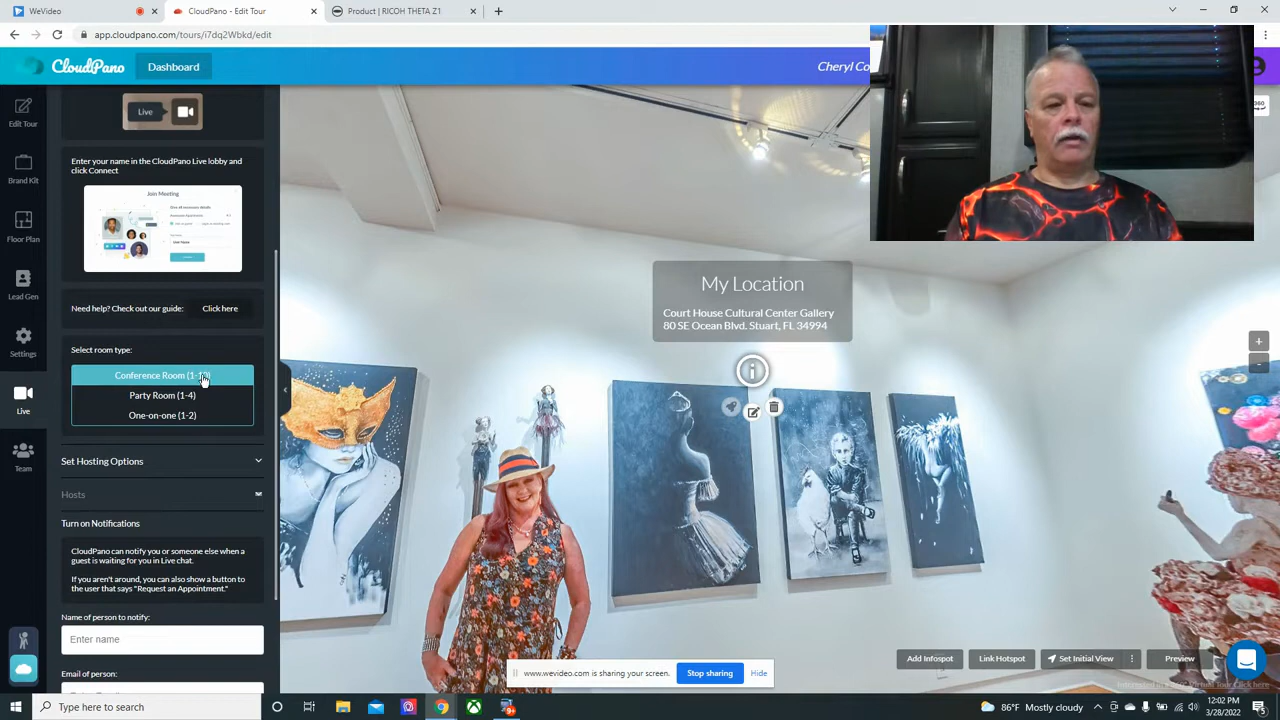 WeVideo
CloudPano - Edit Tour
Product | RICOH THETA Z1
app.cloudpano.com/tours/i7dq2Wbkd/edit
CloudPano
Dashboard
Cheryl Co
Edit Tour
Brand Kit
Floor Plan
Lead Gen
Settings
Live
Team
Live
Enter your name in the CloudPano Live lobby and
click Connect
Join Meeting
Need help? Check out our guide:
Click here
Select room type:
Conference Room (1-
Party Room (1-4)
One-on-one (1-2)
Set Hosting Options
Hosts
Turn on Notifications
CloudPano can notify you or someone else when a
guest is waiting for you in Live chat.
If you aren't around, you can also show a button to
the user that says "Request an Appointment."
Name of person to notify:
Enter name
Email of person:
My Location
Court House Cultural Center Gallery
80 SE Ocean Blvd. Stuart, FL 34994
360
+
-
Add Infospot
Link Hotspot
Set Initial View
Preview
www.wevideo.com is sharing your screen.
Stop sharing
Hide
Type here to search
86°F Mostly cloudy
12:02 PM
3/28/2022